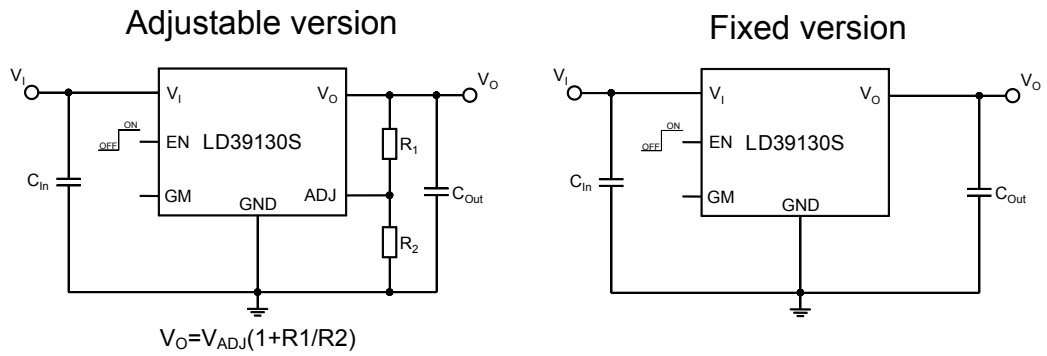 Adjustable version
V_I
V_I
V_O
V_O
ON
OFF
EN
LD39130S
R_1
C_In
GM
ADJ
GND
C_Out
R_2
V_O=V_ADJ(1+R1/R2)
Fixed version
V_I
V_I
V_O
V_O
ON
OFF
EN
LD39130S
C_In
GM
GND
C_Out